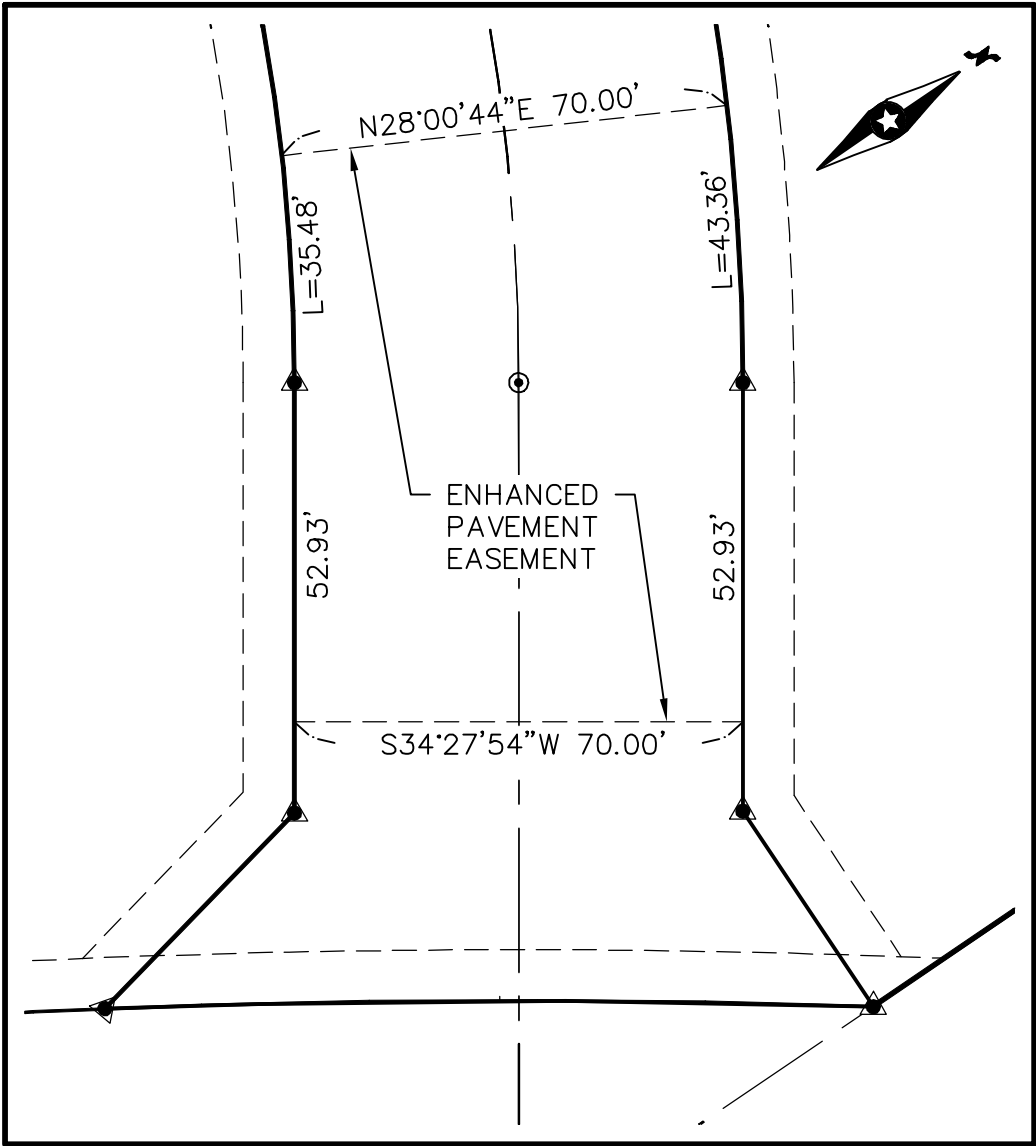 N28°00'44"E 70.00'
L=35.48'
L=43.36'
ENHANCED
PAVEMENT
EASEMENT
52.93'
52.93'
S34°27'54"W 70.00'